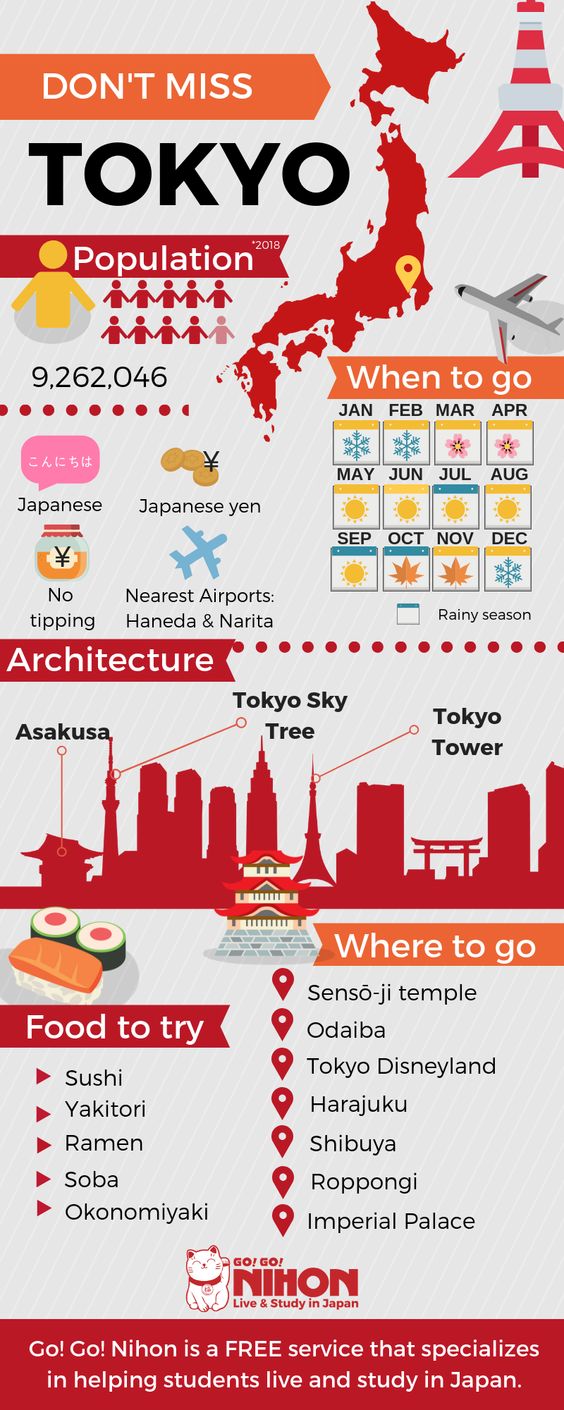 DON'T MISS
TOKYO
Population
*2018
9,262,046
When to go
JAN FEB MAR APR
MAY JUN JUL AUG
SEP OCT NOV DEC
Rainy season
こんにちは
Japanese
¥
Japanese yen
¥
No
tipping
Nearest Airports:
Haneda & Narita
Architecture
Asakusa
Tokyo Sky
Tree
Tokyo
Tower
Food to try
Sushi
Yakitori
Ramen
Soba
Okonomiyaki
Where to go
Sensō-ji temple
Odaiba
Tokyo Disneyland
Harajuku
Shibuya
Roppongi
Imperial Palace
GO! GO!
NIHON
Live & Study in Japan
Go! Go! Nihon is a FREE service that specializes
in helping students live and study in Japan.